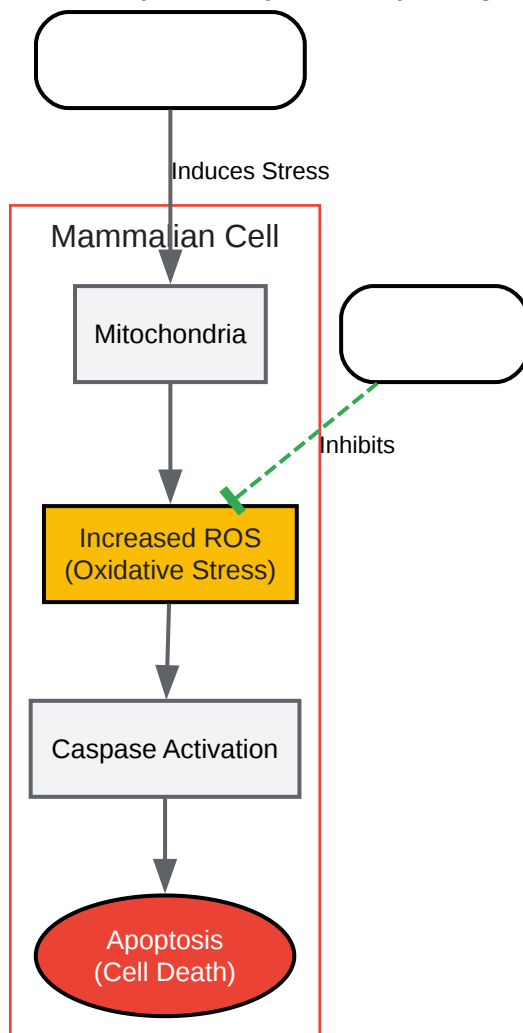 Induces Stress
Mammalian Cell
Mitochondria
Inhibits
Increased ROS
(Oxidative Stress)
Caspase Activation
Apoptosis
(Cell Death)